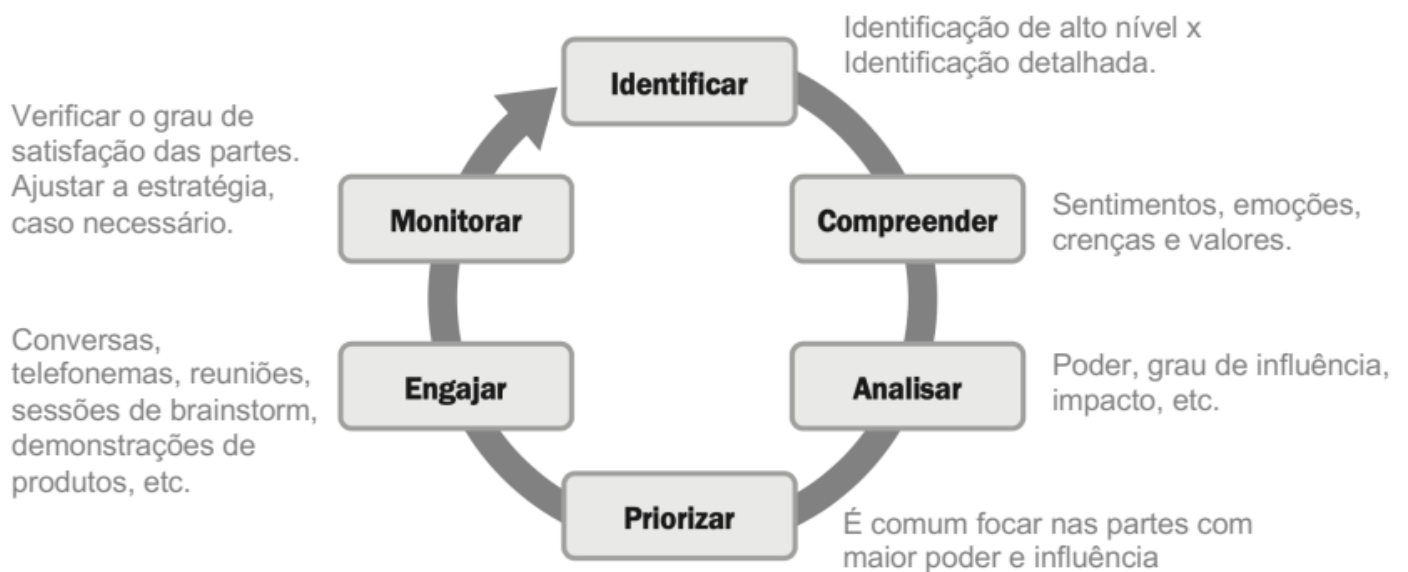 Identificar
Identificação de alto nível x
Identificação detalhada.
Compreender
Sentimentos, emoções,
crenças e valores.
Analisar
Poder, grau de influência,
impacto, etc.
Priorizar
É comum focar nas partes com
maior poder e influência
Engajar
Conversas,
telefonemas, reuniões,
sessões de brainstorm,
demonstrações de
produtos, etc.
Monitorar
Verificar o grau de
satisfação das partes.
Ajustar a estratégia,
caso necessário.